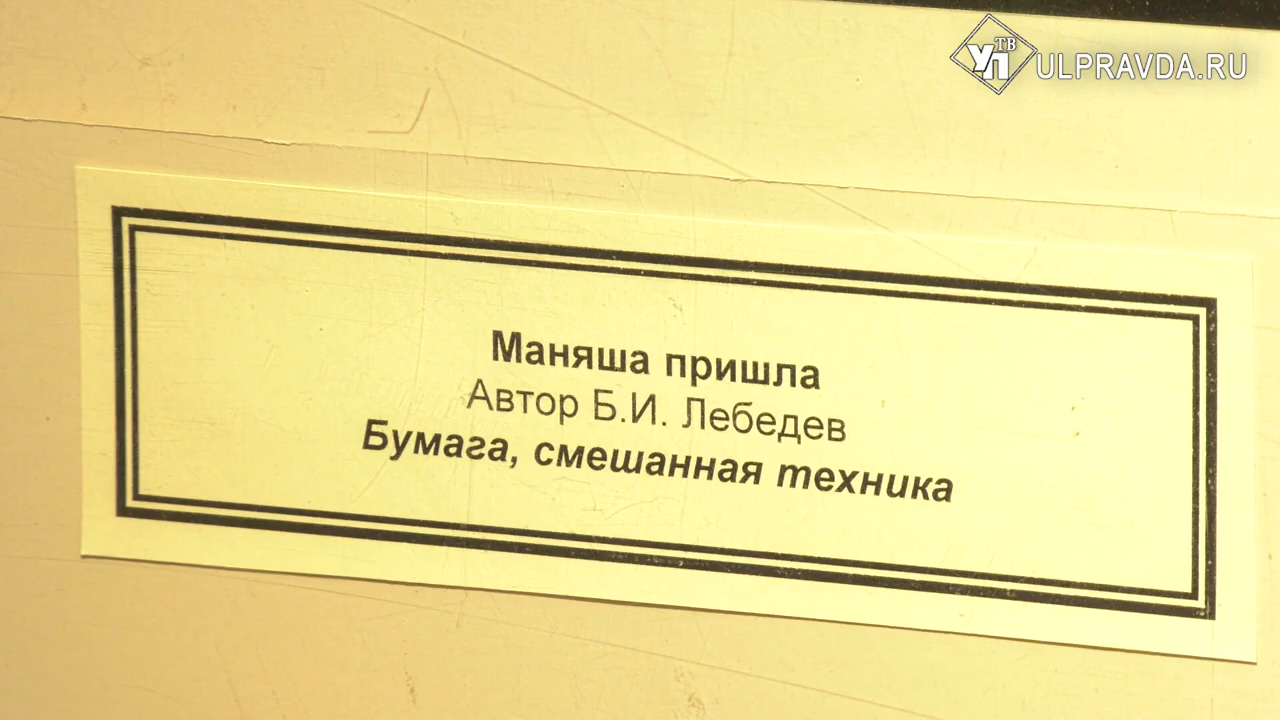 УП ТВ
ULPRAVDA.RU
Маняша пришла
Автор Б.И. Лебедев
Бумага, смешанная техника